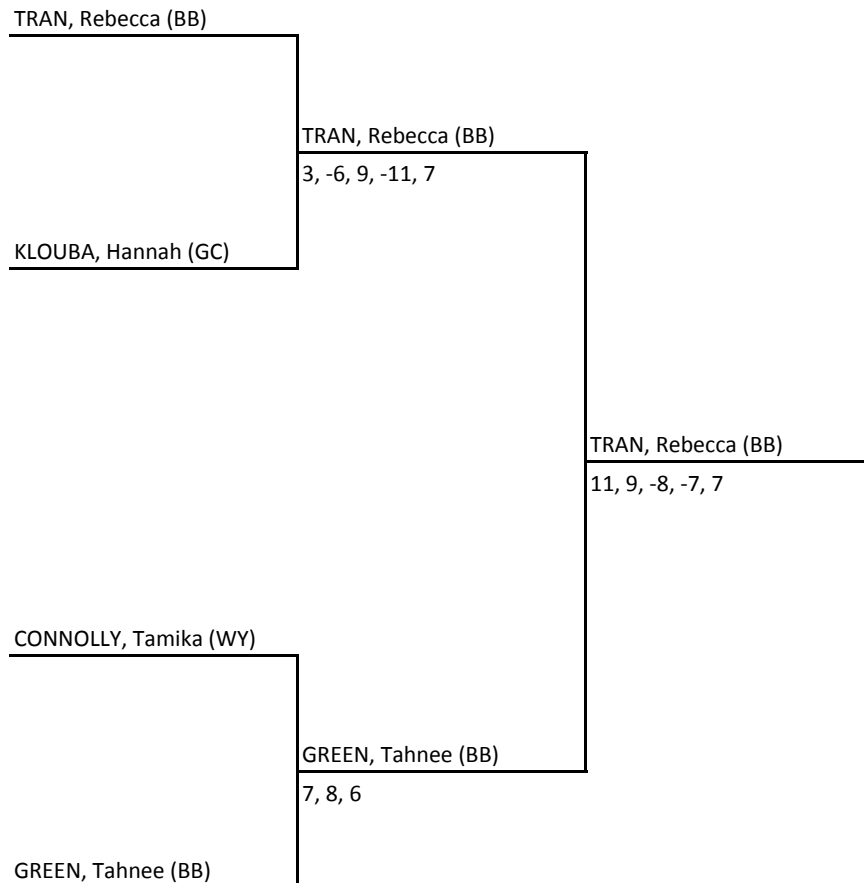 TRAN, Rebecca (BB)
TRAN, Rebecca (BB)
3, -6, 9, -11, 7
KLOUBA, Hannah (GC)
TRAN, Rebecca (BB)
11, 9, -8, -7, 7
CONNOLLY, Tamika (WY)
GREEN, Tahnee (BB)
7, 8, 6
GREEN, Tahnee (BB)